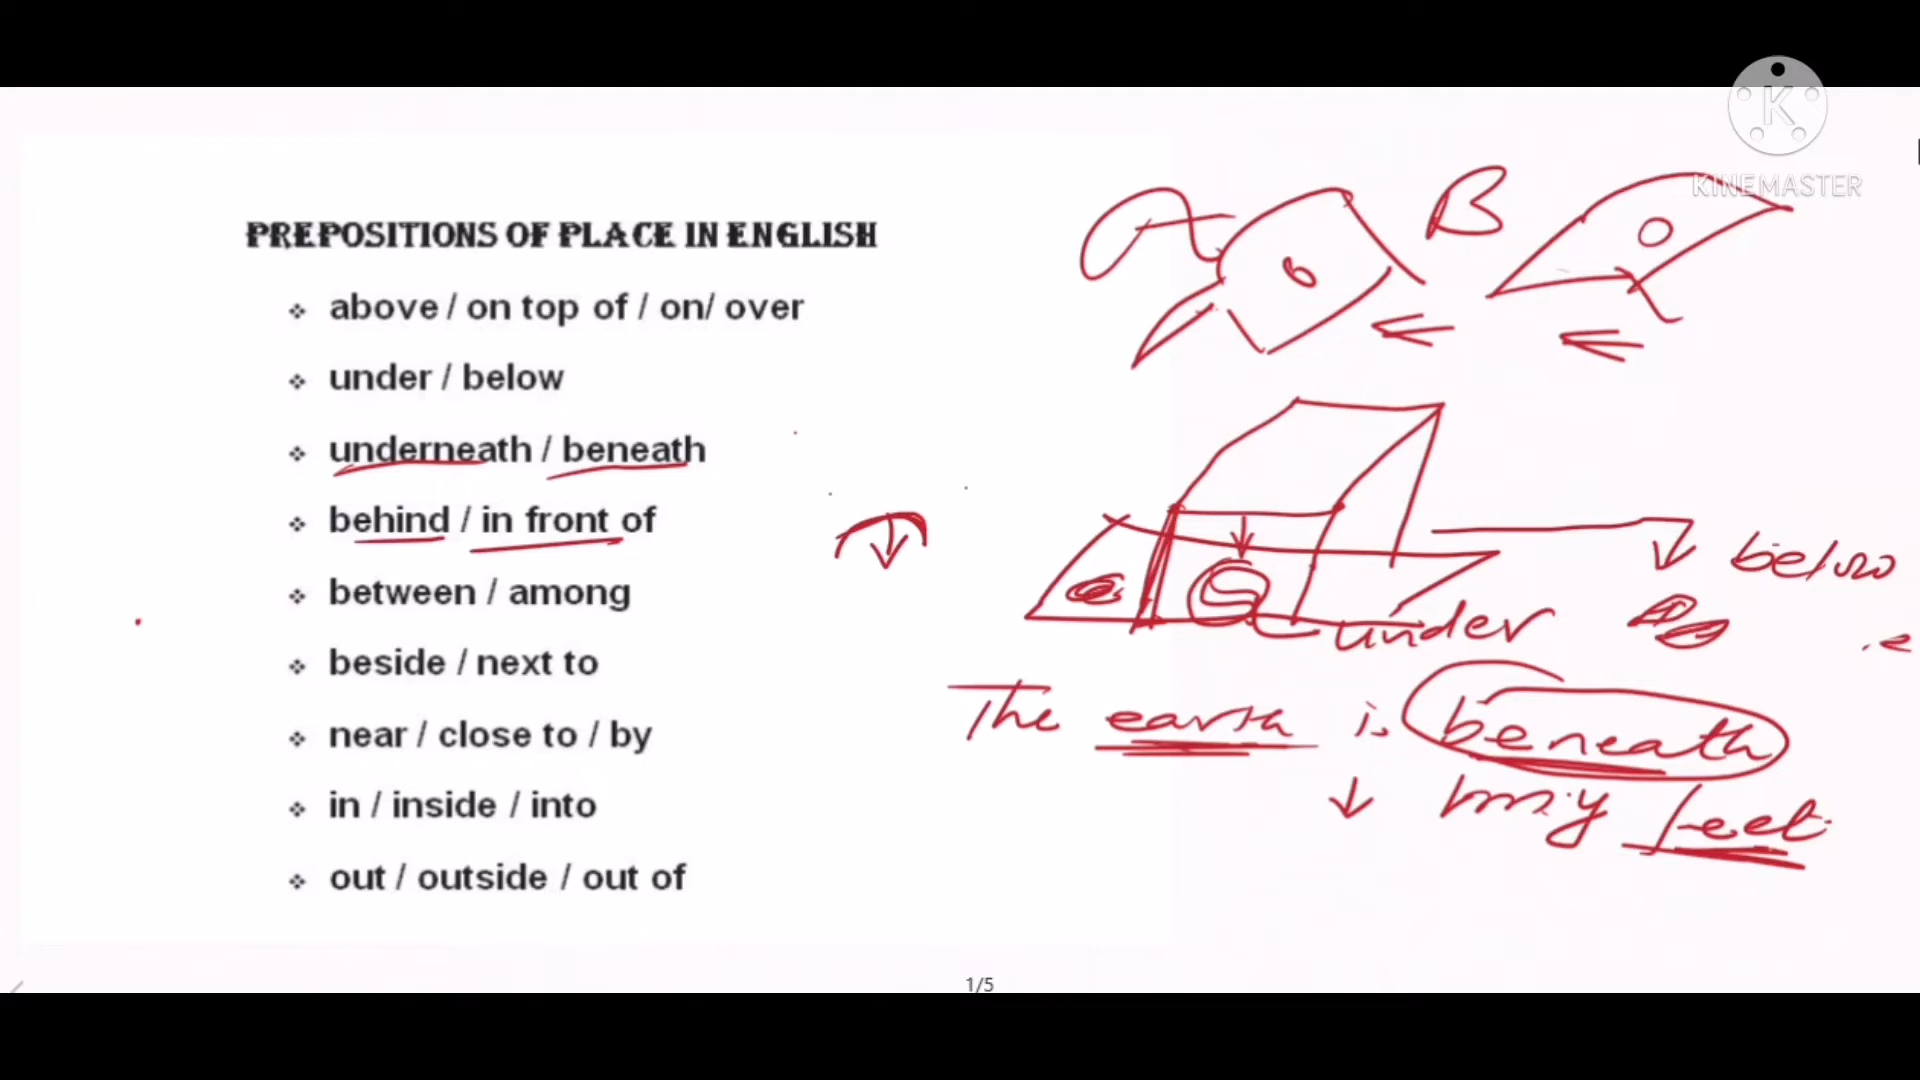 K
KINEMASTER
PREPOSITIONS OF PLACE IN ENGLISH
above / on top of / on/ over
under / below
underneath / beneath
behind / in front of
between / among
beside / next to
near / close to / by
in / inside / into
out / outside / out of
B
below
under
The earth is beneath
my feet
1/5